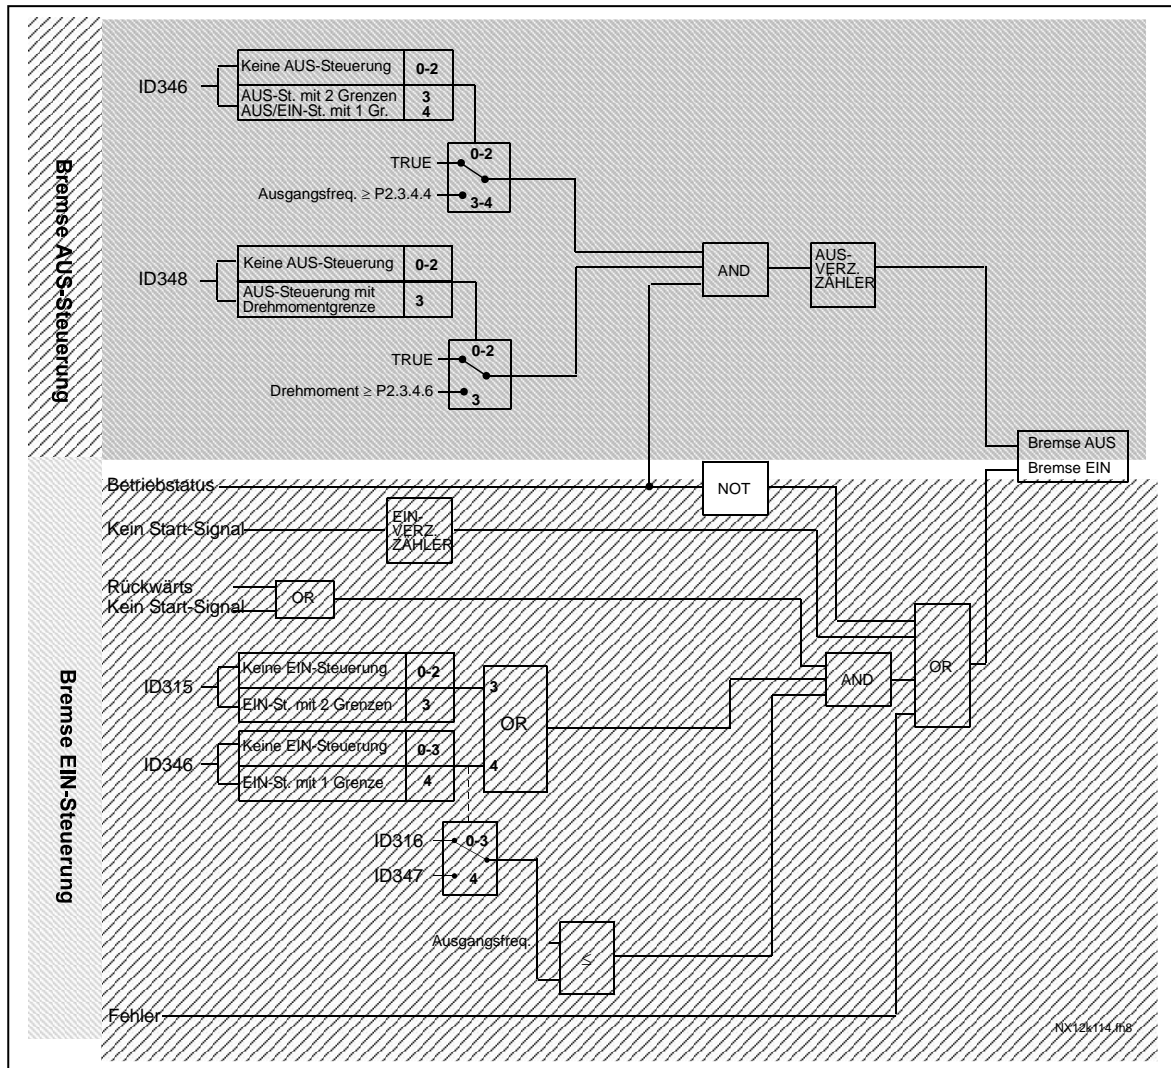 Bremse AUS-Steuerung
ID346
Keine AUS-Steuerung
0-2
AUS-St. mit 2 Grenzen
3
AUS/EIN-St. mit 1 Gr.
4
0-2
TRUE
Ausgangsfreq. ≥ P2.3.4.4
3-4
ID348
Keine AUS-Steuerung
0-2
AUS-Steuerung mit
Drehmomentgrenze
3
0-2
TRUE
Drehmoment ≥ P2.3.4.6
3
AND
AUS-
VERZ.
ZÄHLER
Bremse AUS
Bremse EIN
Bremse EIN-Steuerung
Betriebstatus
NOT
Kein Start-Signal
EIN-
VERZ.
ZÄHLER
Rückwärts
Kein Start-Signal
OR
ID315
Keine EIN-Steuerung
0-2
EIN-St. mit 2 Grenzen
3
3
OR
4
AND
OR
ID346
Keine EIN-Steuerung
0-3
EIN-St. mit 1 Grenze
4
ID316
0-3
ID347
4
Ausgangsfreq.
≤
Fehler
NX12k114.fh8